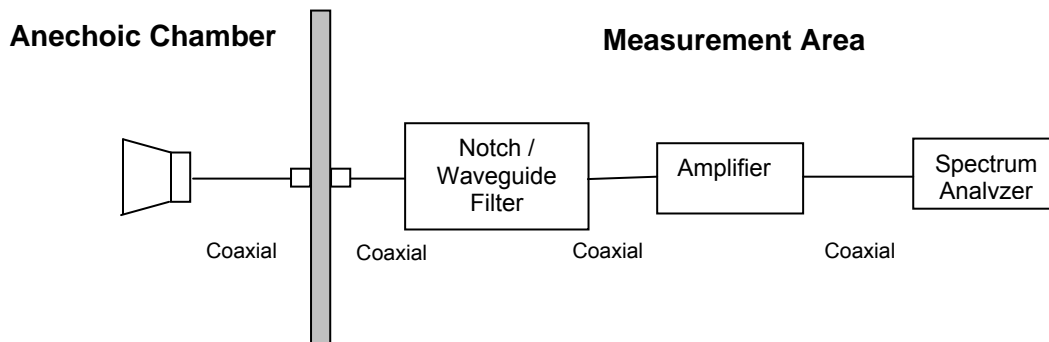 Anechoic Chamber
Measurement Area
Notch /
Waveguide
Filter
Amplifier
Spectrum
Analvzer
Coaxial
Coaxial
Coaxial
Coaxial